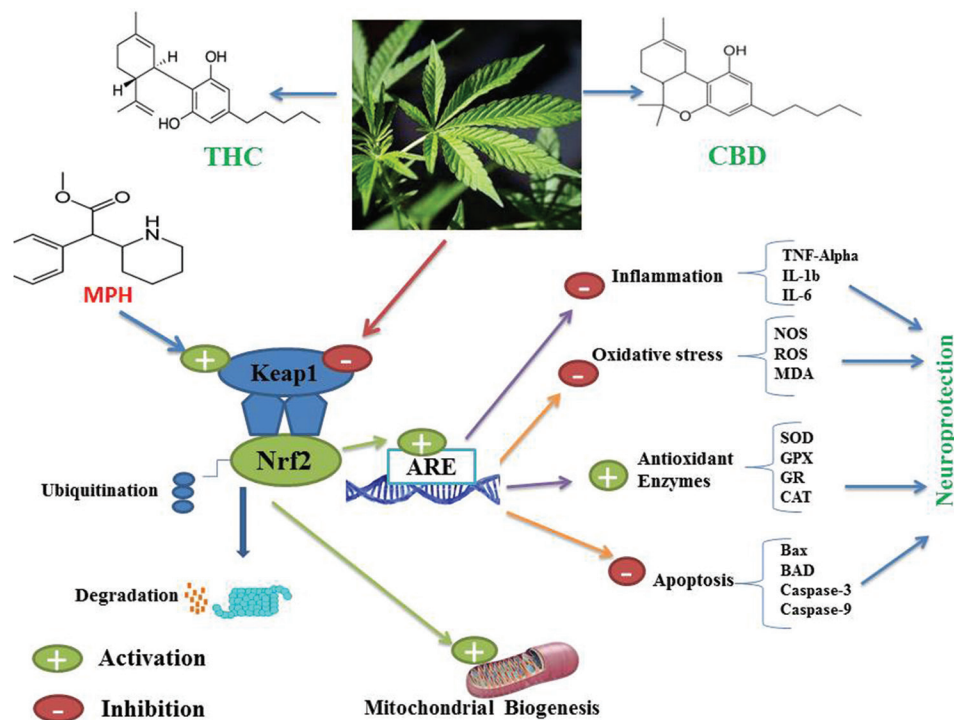 OH
HO
H
H
THC
OH
O
CBD
O
O
H
N
MPH
+
-
Keap1
Nrf2
Ubiquitination
Degradation
+
ARE
-
Inflammation
TNF-Alpha
IL-1b
IL-6
-
Oxidative stress
NOS
ROS
MDA
+
Antioxidant
Enzymes
SOD
GPX
GR
CAT
-
Apoptosis
Bax
BAD
Caspase-3
Caspase-9
Neuroprotection
+
Mitochondrial Biogenesis
+
Activation
-
Inhibition